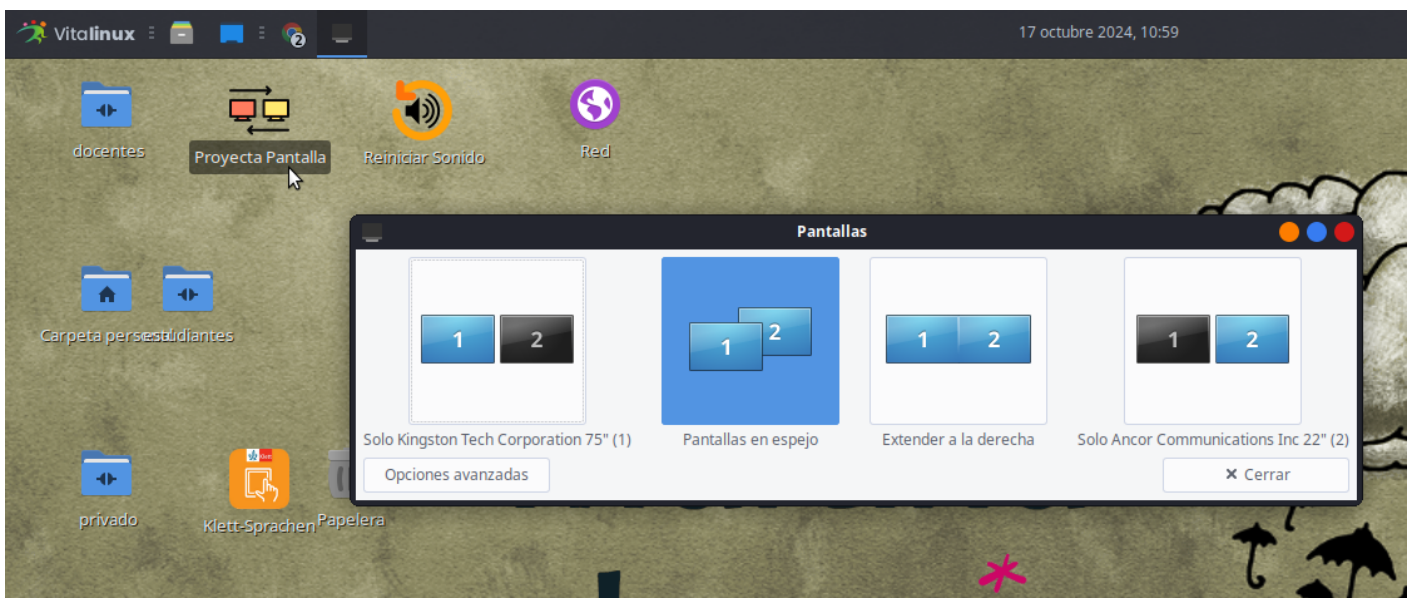 Vitalinux
2
17 octubre 2024, 10:59
docentes
Proyecta Pantalla
Reiniciar Sonido
Red
Pantallas
1 2
1 2
1 2
1 2
Solo Kingston Tech Corporation 75" (1)
Pantallas en espejo
Extender a la derecha
Solo Ancor Communications Inc 22" (2)
Opciones avanzadas
Cerrar
Carpeta
estudiantes
privado
Klett
Klett-Sprachen
Papelera